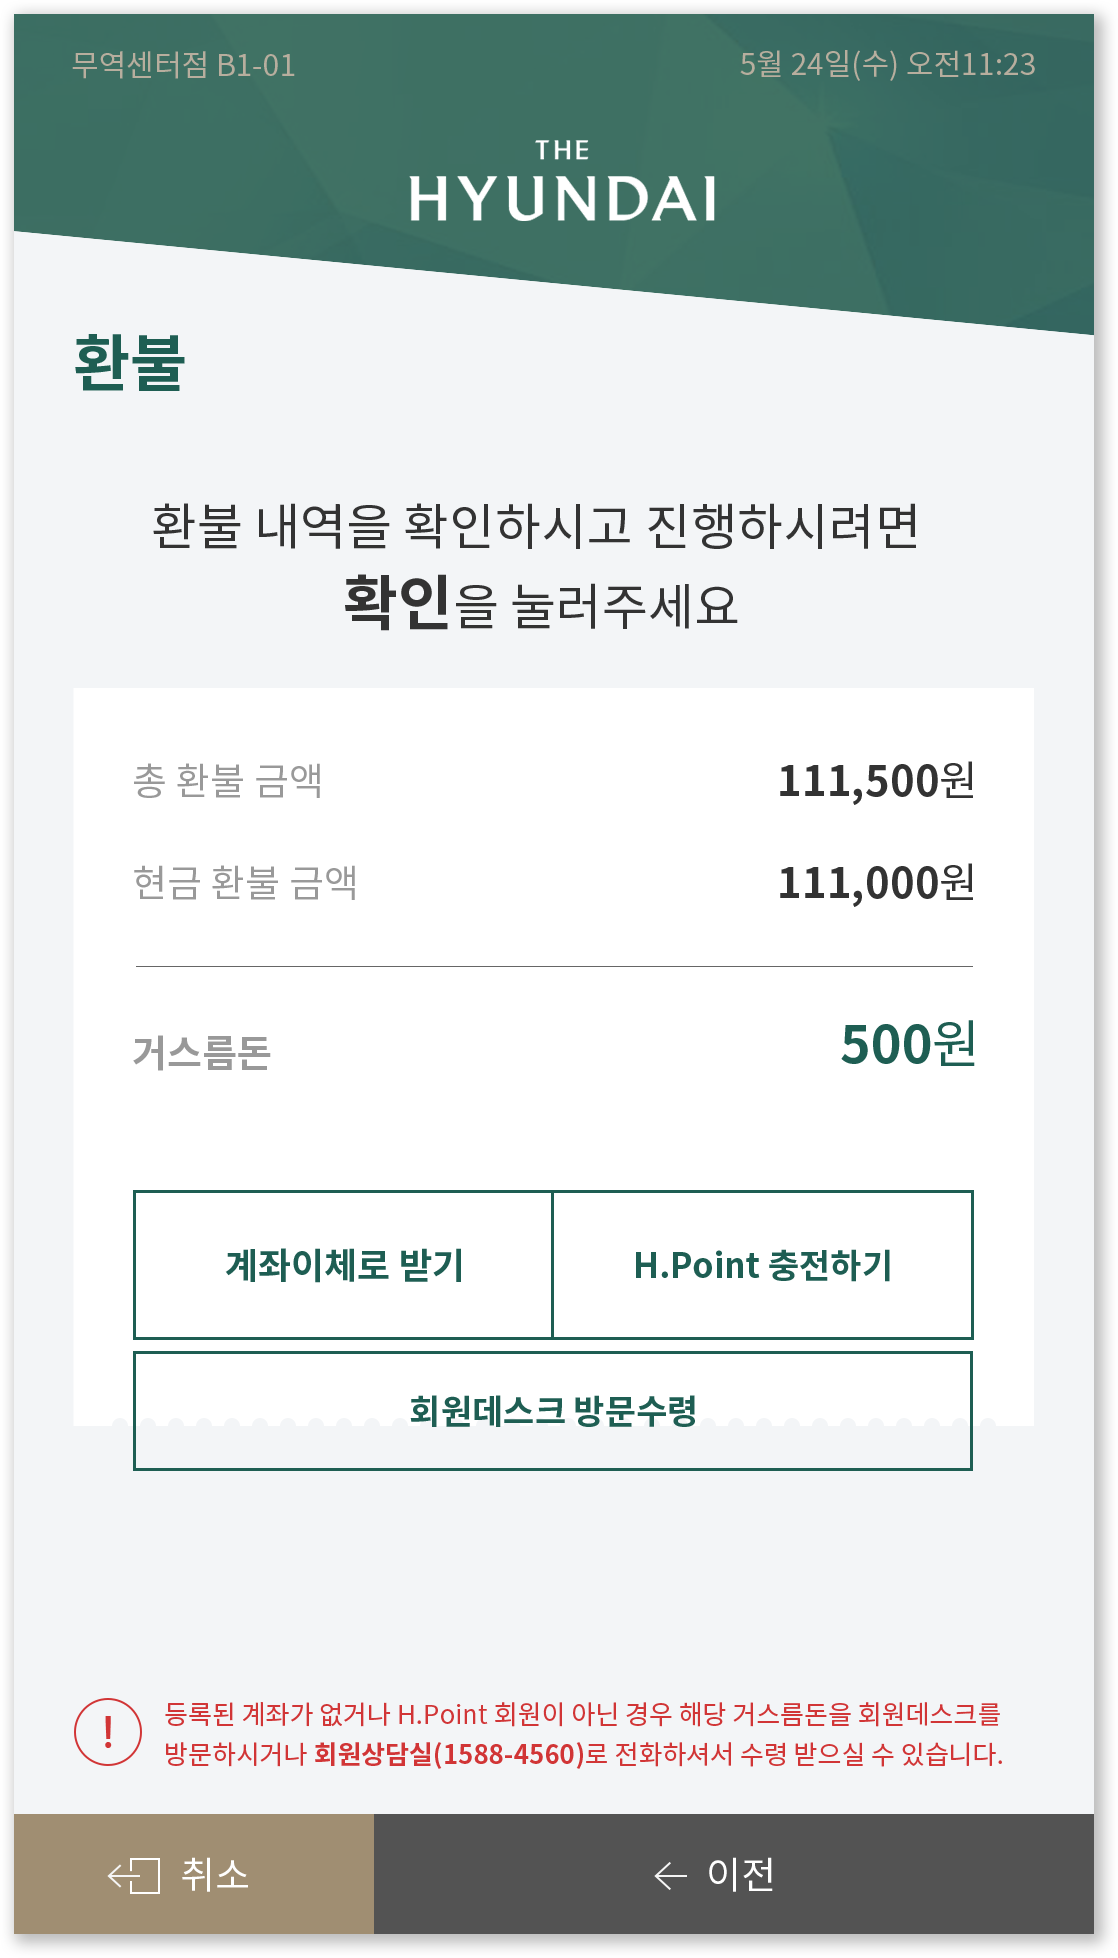 무역센터점 B1-01
5월 24일(수) 오전11:23
THE
HYUNDAI
환불
환불 내역을 확인하시고 진행하시려면
확인을 눌러주세요
총 환불 금액 111,500원
현금 환불 금액 111,000원
거스름돈 500원
계좌이체로 받기 H.Point 충전하기
회원데스크 방문수령
등록된 계좌가 없거나 H.Point 회원이 아닌 경우 해당 거스름돈을 회원데스크를
방문하시거나 회원상담실(1588-4560)로 전화하셔서 수령 받으실 수 있습니다.
취소 이전